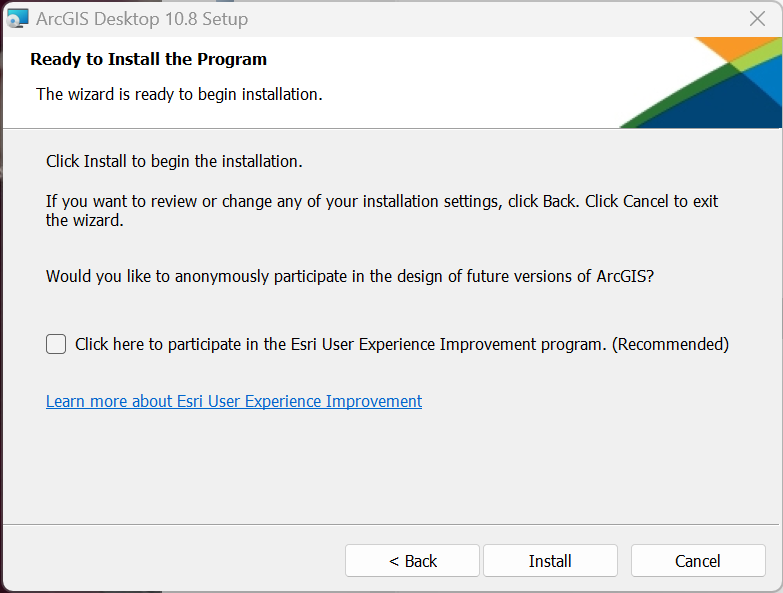 ArcGIS Desktop 10.8 Setup
Ready to Install the Program
The wizard is ready to begin installation.
Click Install to begin the installation.
If you want to review or change any of your installation settings, click Back. Click Cancel to exit
the wizard.
Would you like to anonymously participate in the design of future versions of ArcGIS?
Click here to participate in the Esri User Experience Improvement program. (Recommended)
Learn more about Esri User Experience Improvement
< Back
Install
Cancel